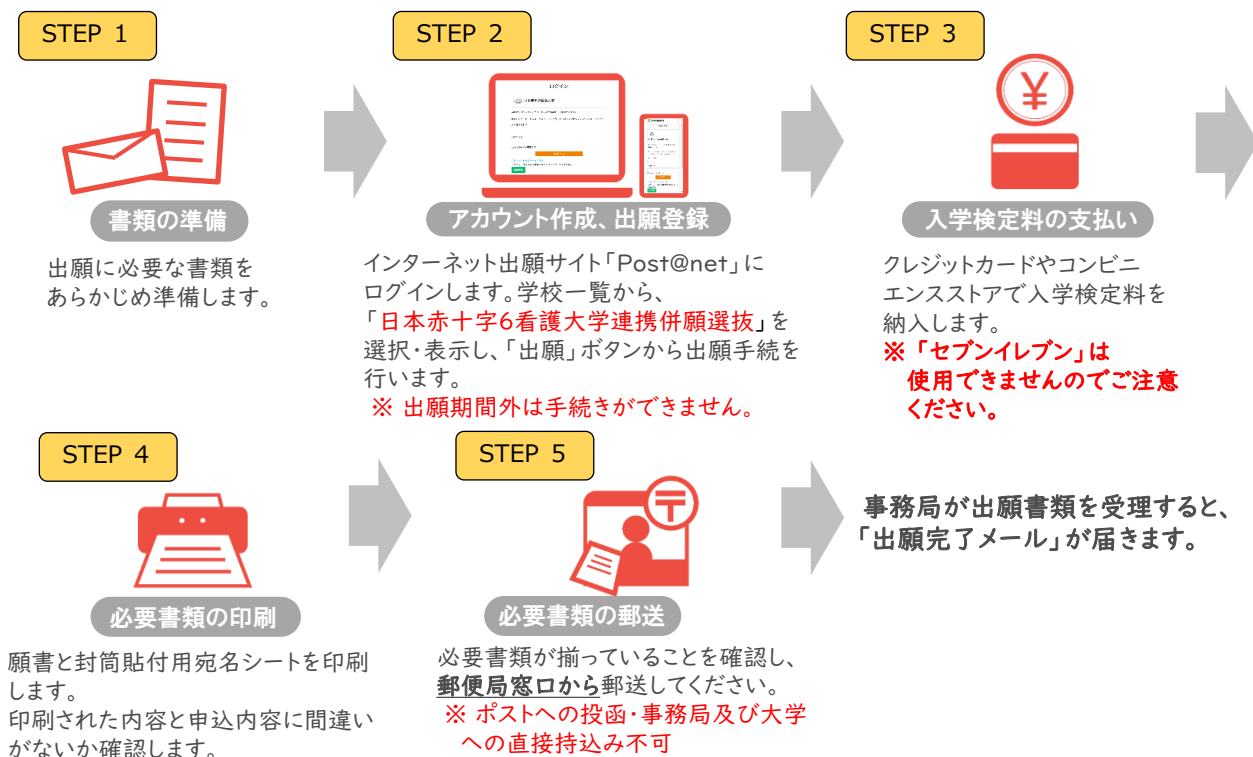 STEP 1
書類の準備
出願に必要な書類を
あらかじめ準備します。
STEP 2
ログイン
アカウント作成、出願登録
インターネット出願サイト「Post@net」に
ログインします。学校一覧から、
「日本赤十字6看護大学連携併願選抜」を
選択・表示し、「出願」ボタンから出願手続を
行います。
※ 出願期間外は手続きができません。
STEP 3
¥
入学検定料の支払い
クレジットカードやコンビニ
エンスストアで入学検定料を
納入します。
※「セブンイレブン」は
使用できませんのでご注意
ください。
STEP 4
必要書類の印刷
願書と封筒貼付用宛名シートを印刷
します。
印刷された内容と申込内容に間違い
がないか確認します。
STEP 5
〒
必要書類の郵送
必要書類が揃っていることを確認し、
郵便局窓口から郵送してください。
※ ポストへの投函・事務局及び大学
への直接持込み不可
事務局が出願書類を受理すると、
「出願完了メール」が届きます。